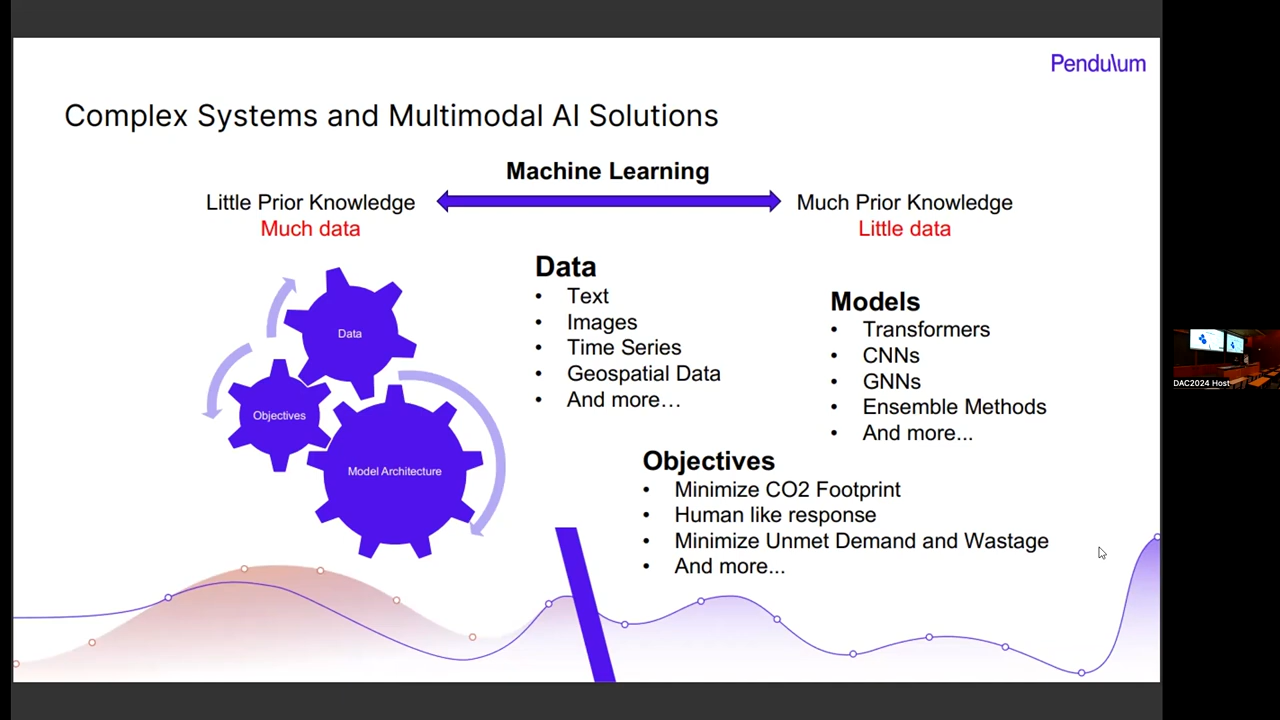 Pendulum
Complex Systems and Multimodal AI Solutions
Machine Learning
Little Prior Knowledge
Much data
Much Prior Knowledge
Little data
Data
Objectives
Model Architecture
Data
• Text
• Images
• Time Series
• Geospatial Data
• And more…
Models
• Transformers
• CNNs
• GNNs
• Ensemble Methods
• And more...
Objectives
• Minimize CO2 Footprint
• Human like response
• Minimize Unmet Demand and Wastage
• And more...
DAC2024 Host